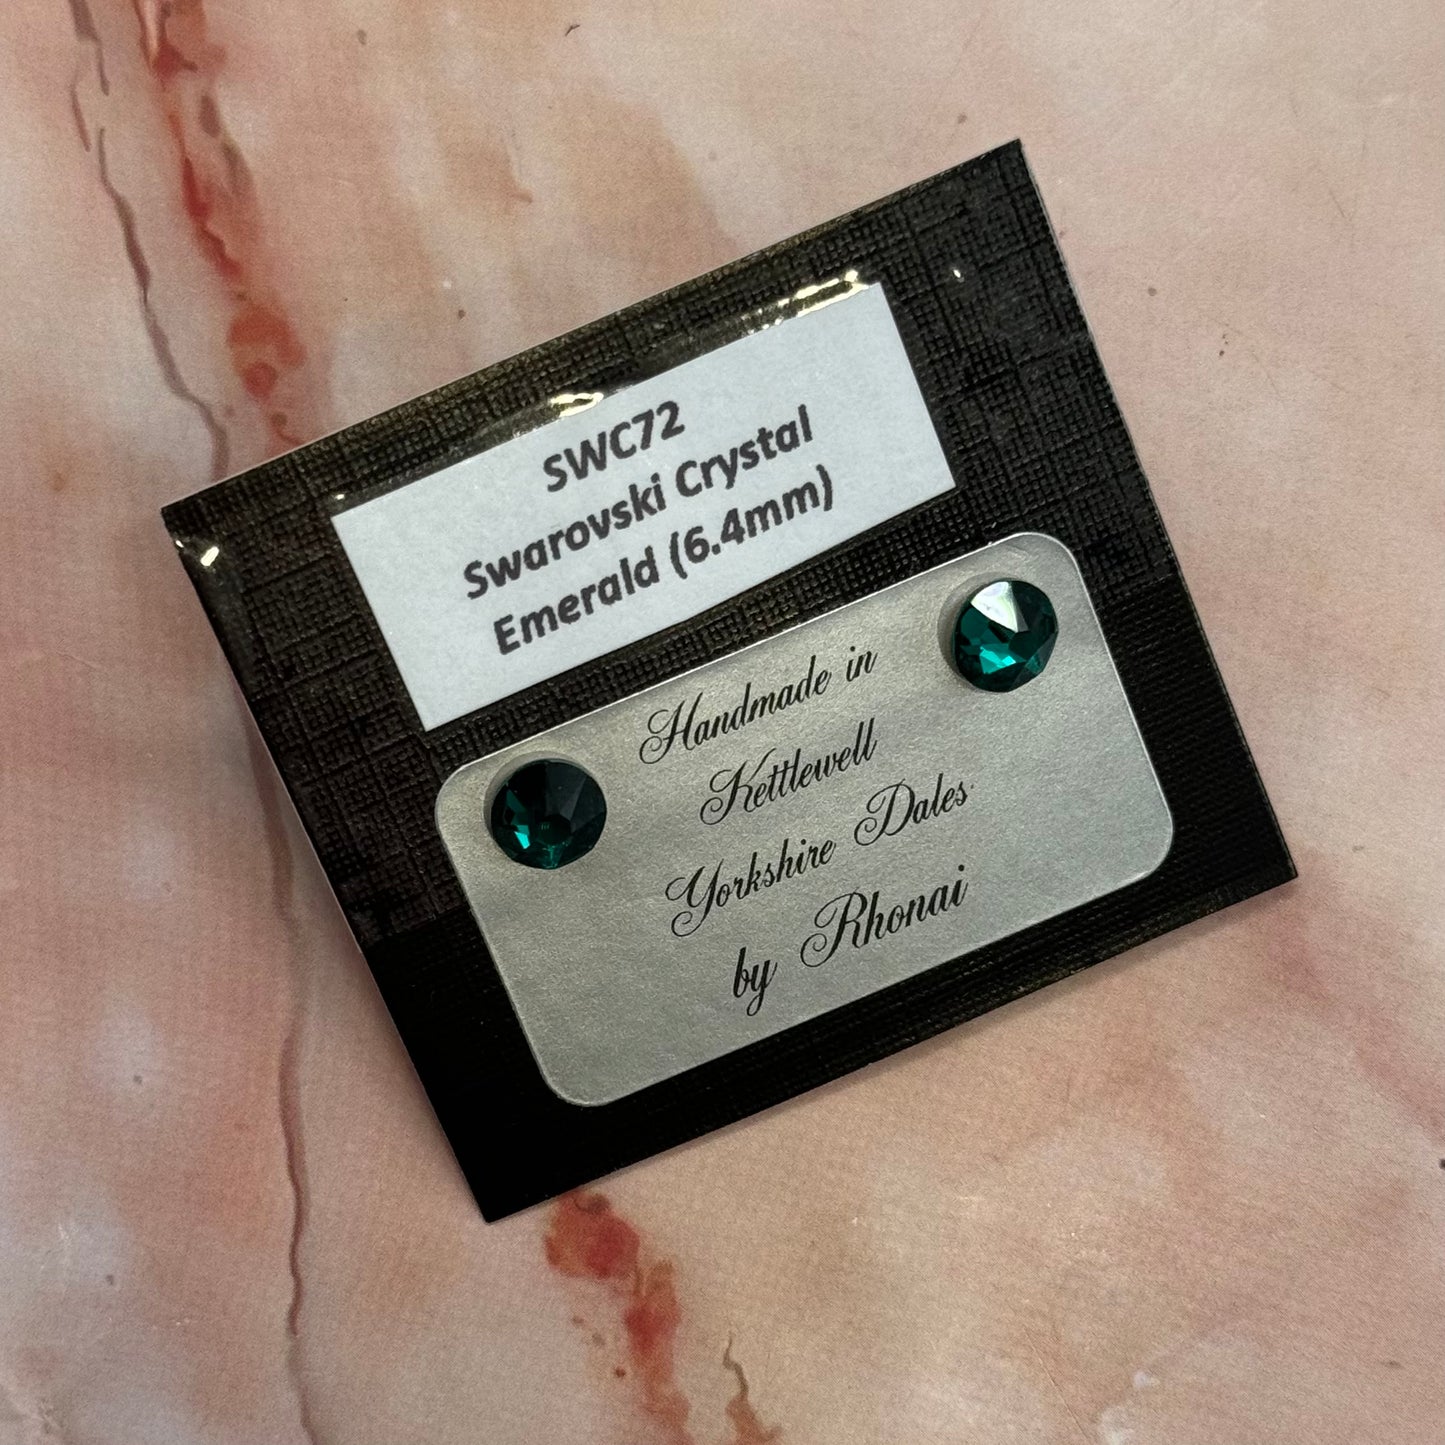 SWC72
Swarovski Crystal
Emerald (6.4mm)
Handmade in
Kettlewell
Yorkshire Dales
by Rhonai